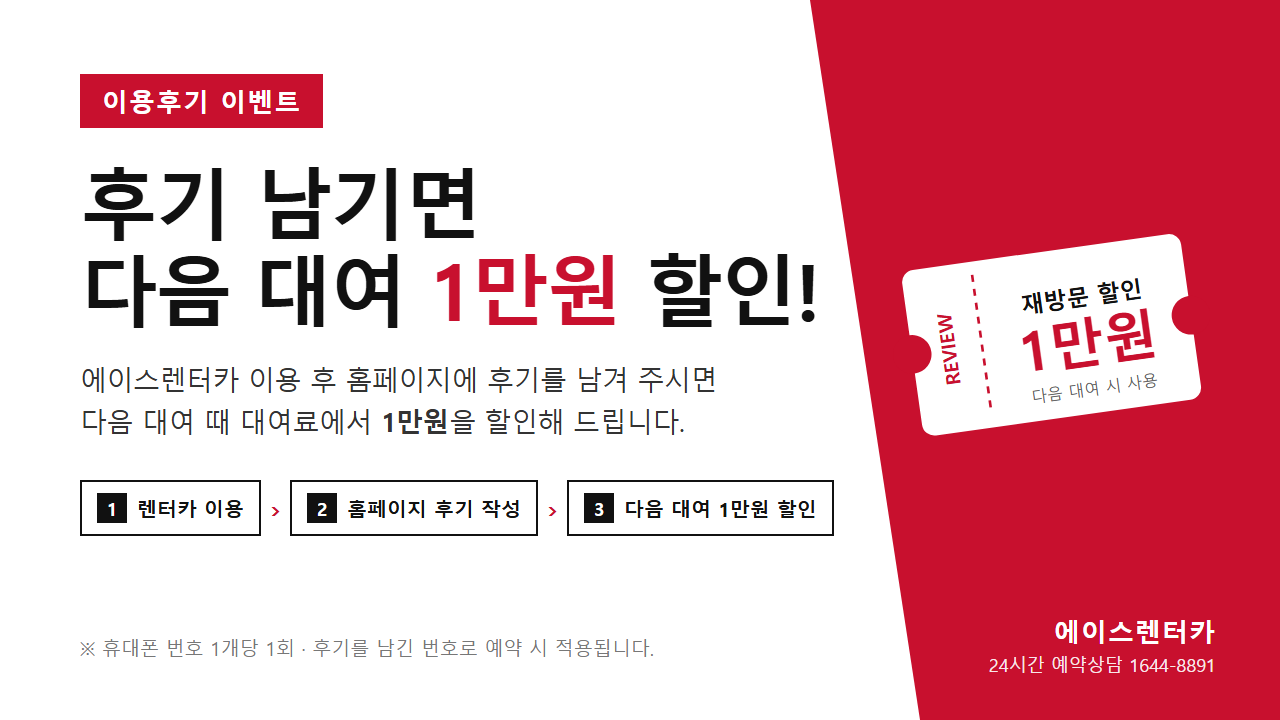 이용후기 이벤트
후기 남기면
다음 대여 1만원 할인!
에이스렌터카 이용 후 홈페이지에 후기를 남겨 주시면
다음 대여 때 대여료에서 1만원을 할인해 드립니다.
1 렌터카 이용 › 2 홈페이지 후기 작성 › 3 다음 대여 1만원 할인
※ 휴대폰 번호 1개당 1회 · 후기를 남긴 번호로 예약 시 적용됩니다.
REVIEW
재방문 할인
1만원
다음 대여 시 사용
에이스렌터카
24시간 예약상담 1644-8891